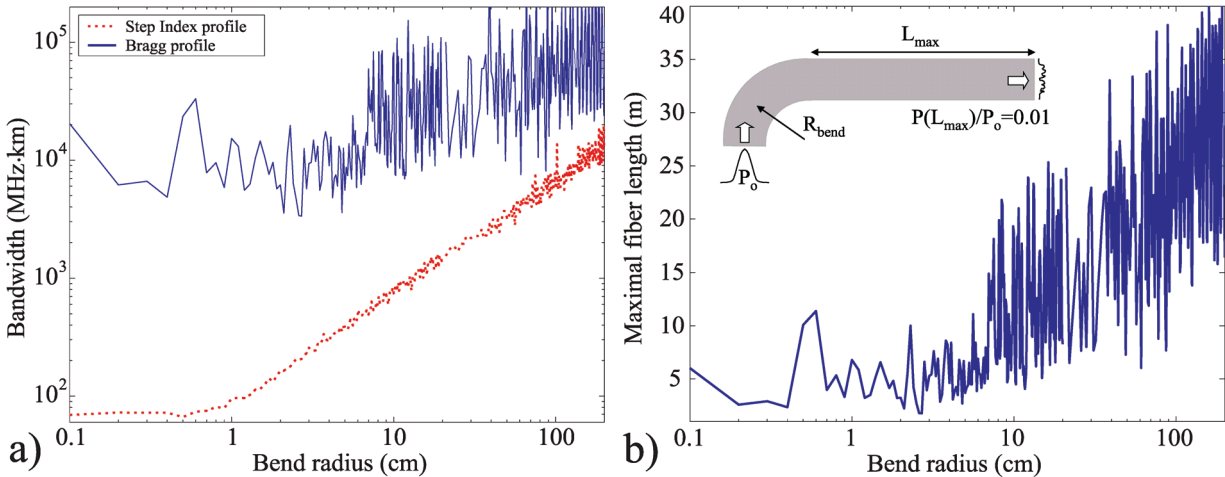 Step Index profile
Bragg profile
10^5
10^4
10^3
10^2
Bandwidth (MHz·km)
0.1 1 10 100
Bend radius (cm)
a)
40
35
30
25
20
15
10
5
Maximal fiber length (m)
L_max
R_bend
P(L_max)/P_o=0.01
P_o
0.1 1 10 100
Bend radius (cm)
b)